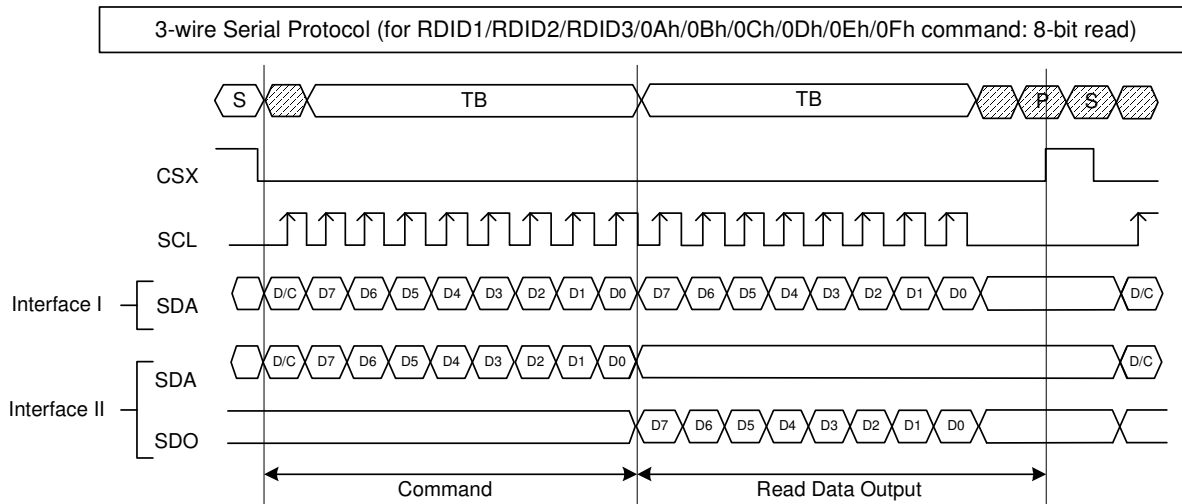 3-wire Serial Protocol (for RDID1/RDID2/RDID3/0Ah/0Bh/0Ch/0Dh/0Eh/0Fh command: 8-bit read)
S TB TB P S
CSX
SCL
Interface I SDA D/C D7 D6 D5 D4 D3 D2 D1 D0 D7 D6 D5 D4 D3 D2 D1 D0 D/C
Interface II
SDA D/C D7 D6 D5 D4 D3 D2 D1 D0 D/C
SDO D7 D6 D5 D4 D3 D2 D1 D0
Command Read Data Output